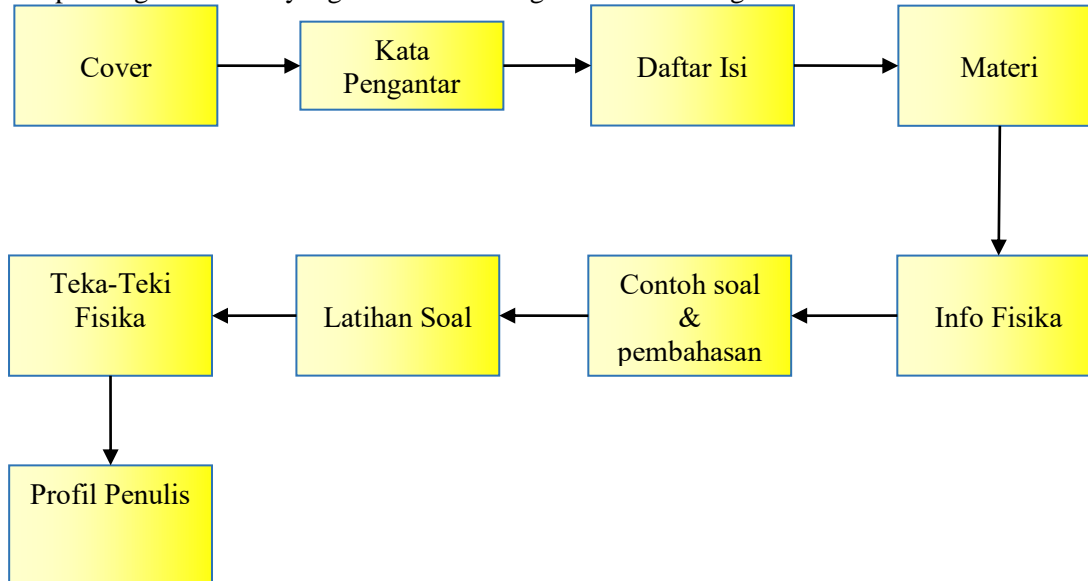 Cover
Kata
Pengantar
Daftar Isi
Materi
Info Fisika
Contoh soal
&
pembahasan
Latihan Soal
Teka-Teki
Fisika
Profil Penulis